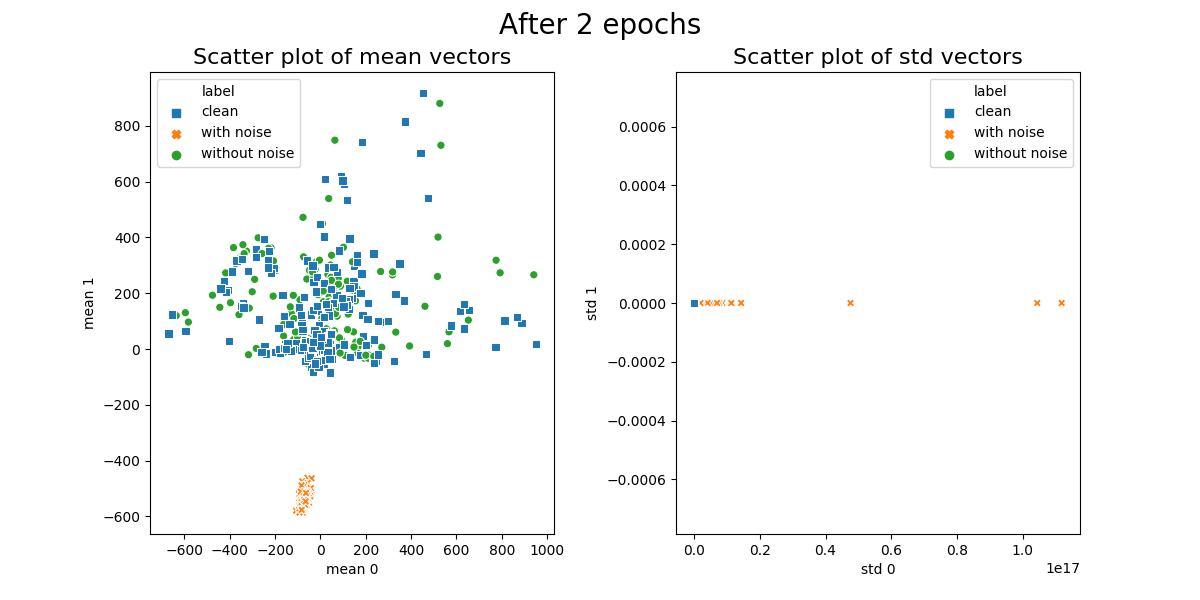 After 2 epochs
Scatter plot of mean vectors
label
clean
with noise
without noise
800
600
400
200
0
−200
−400
−600
mean 1
−600 −400 −200 0 200 400 600 800 1000
mean 0
Scatter plot of std vectors
label
clean
with noise
without noise
0.0006
0.0004
0.0002
0.0000
−0.0002
−0.0004
−0.0006
std 1
0.0 0.2 0.4 0.6 0.8 1.0
1e17
std 0